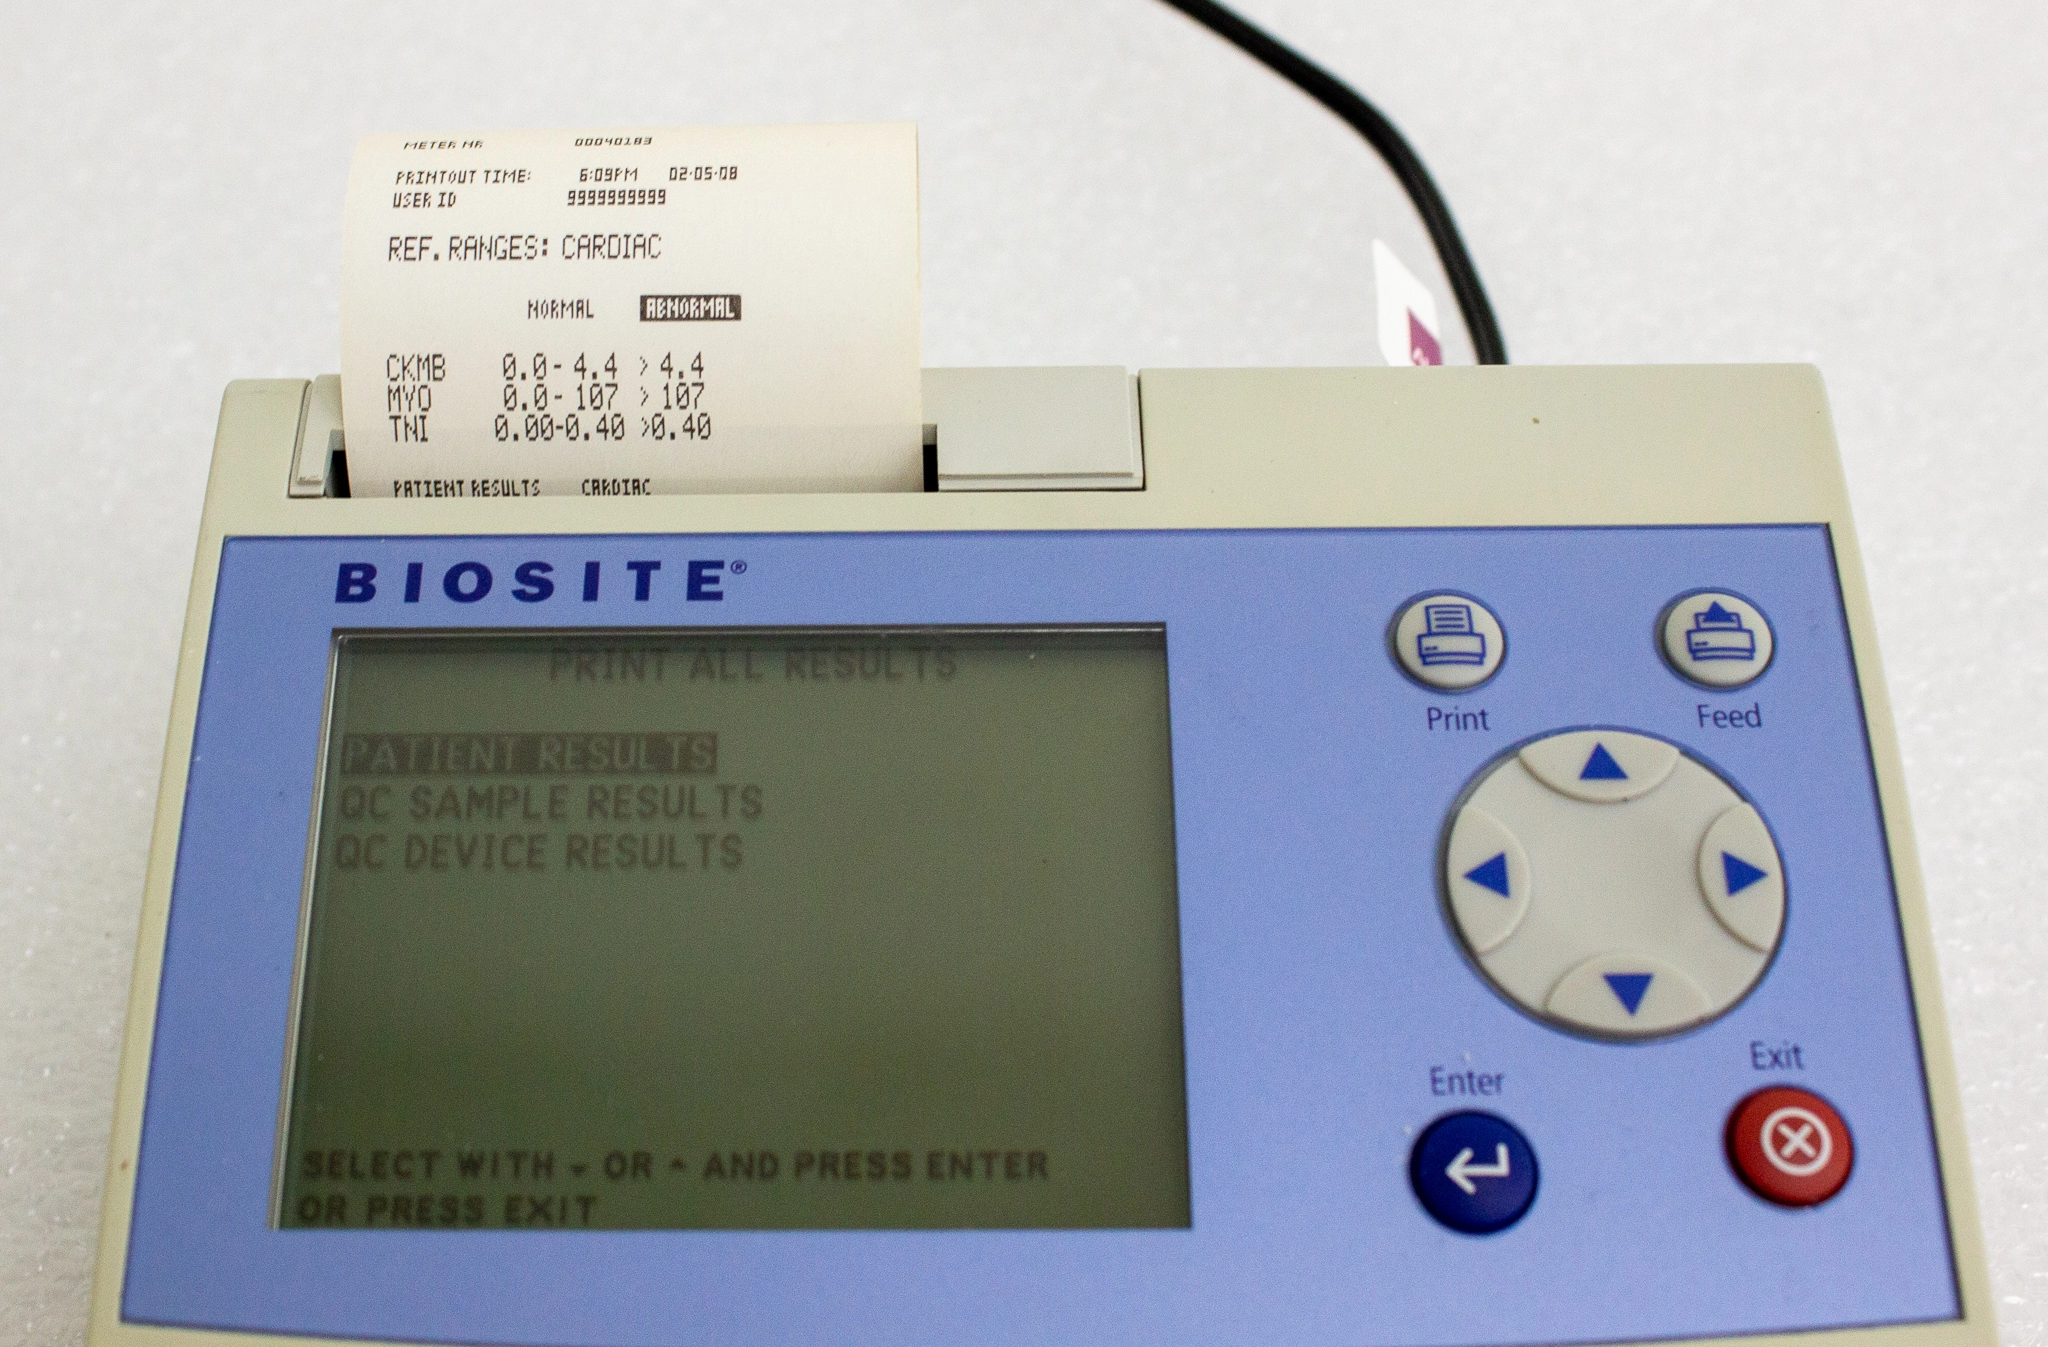 METER NR 00040183
PRINTOUT TIME: 6:09PM 02-05-08
USER ID 9999999999
REF. RANGES: CARDIAC
NORMAL ABNORMAL
CKMB 0.0- 4.4 > 4.4
MYO 0.0- 107 > 107
TNI 0.00-0.40 >0.40
PATIENT RESULTS CARDIAC
BIOSITE®
PRINT ALL RESULTS
PATIENT RESULTS
QC SAMPLE RESULTS
QC DEVICE RESULTS
SELECT WITH ▾ OR ▴ AND PRESS ENTER
OR PRESS EXIT
Print Feed
Enter Exit